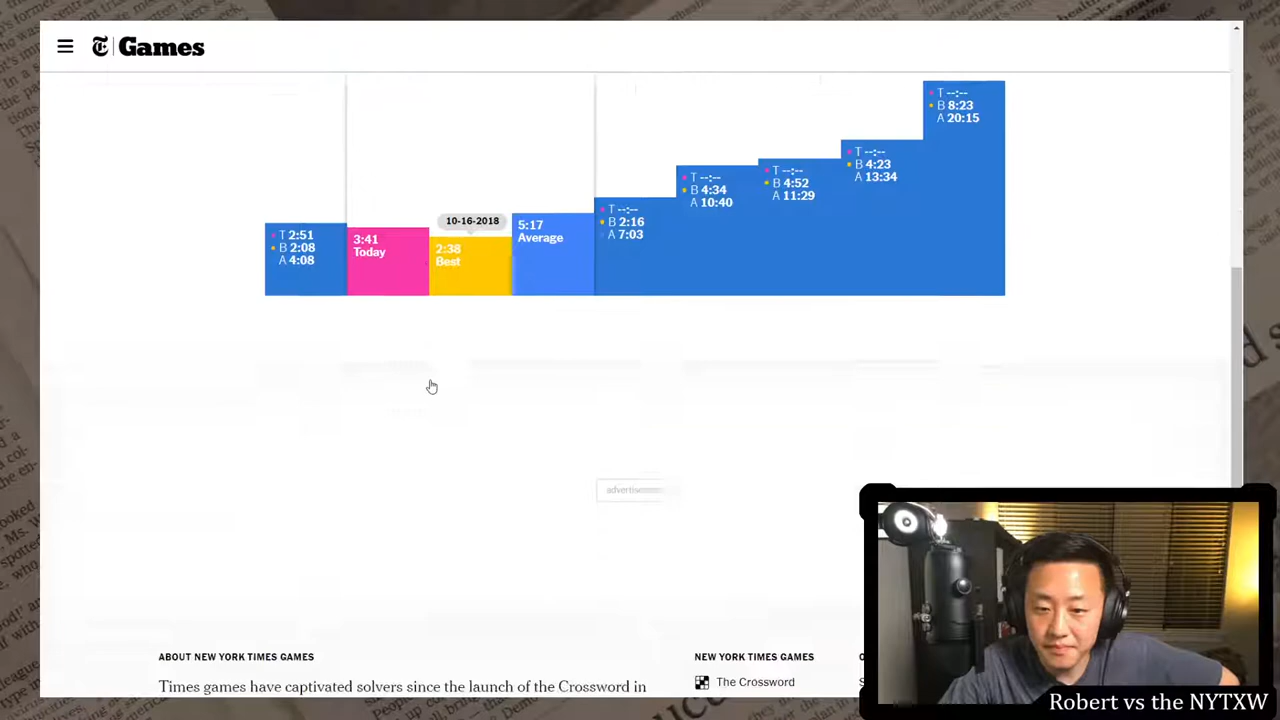 Games
T --:--
B 8:23
A 20:15
T --:--
B 4:23
A 13:34
T --:--
B 4:52
A 11:29
T --:--
B 4:34
A 10:40
T --:--
B 2:16
A 7:03
10-16-2018
5:17
Average
2:38
Best
3:41
Today
T 2:51
B 2:08
A 4:08
ABOUT NEW YORK TIMES GAMES
NEW YORK TIMES GAMES
Times games have captivated solvers since the launch of the Crossword in
The Crossword
Robert vs the NYTXW